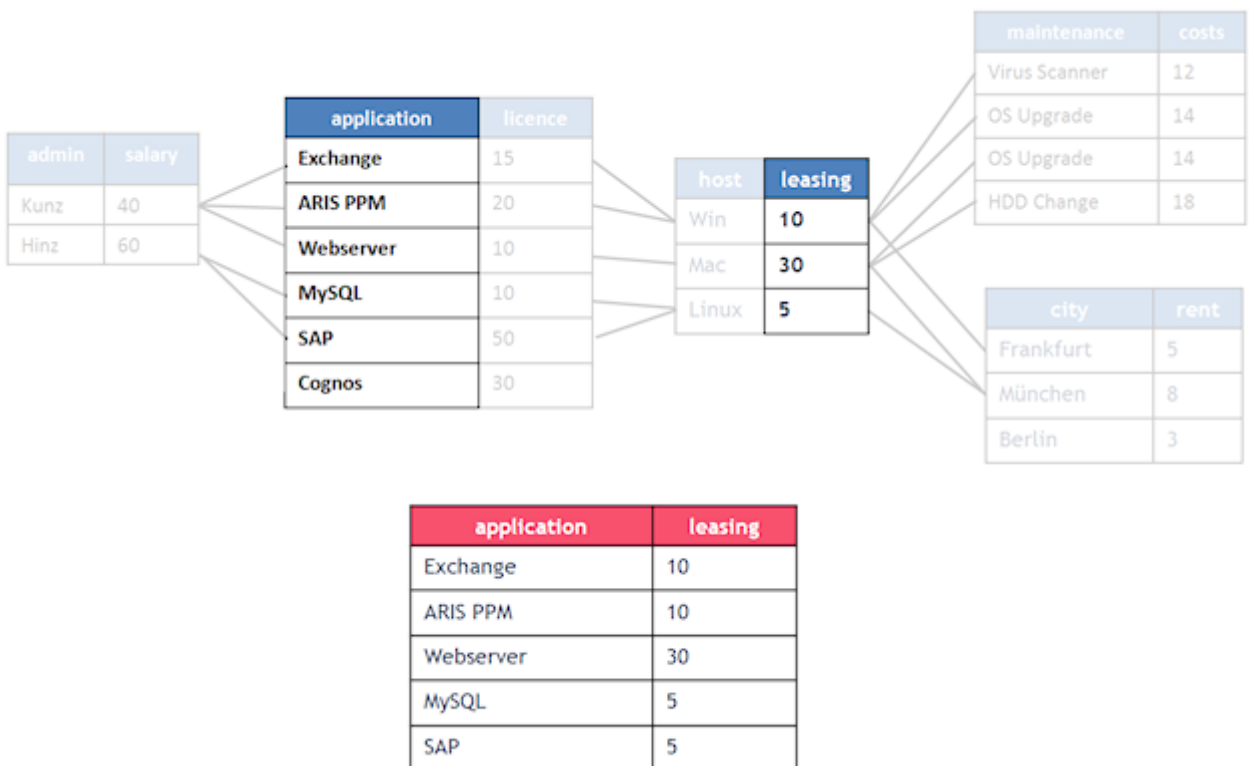 maintenance costs
Virus Scanner 12
OS Upgrade 14
OS Upgrade 14
HDD Change 18
application licence
Exchange 15
ARIS PPM 20
Webserver 10
MySQL 10
SAP 50
Cognos 30
admin salary
Kunz 40
Hinz 60
host leasing
Win 10
Mac 30
Linux 5
city rent
Frankfurt 5
München 8
Berlin 3
application leasing
Exchange 10
ARIS PPM 10
Webserver 30
MySQL 5
SAP 5